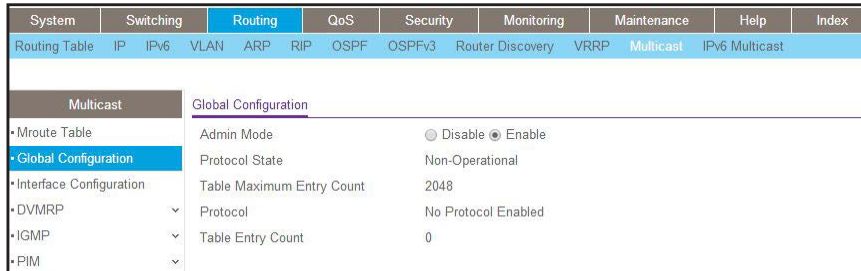 System Switching Routing QoS Security Monitoring Maintenance Help Index
Routing Table IP IPv6 VLAN ARP RIP OSPF OSPFv3 Router Discovery VRRP Multicast IPv6 Multicast
Multicast
Mroute Table
Global Configuration
Interface Configuration
DVMRP
IGMP
PIM
Global Configuration
Admin Mode Disable Enable
Protocol State Non-Operational
Table Maximum Entry Count 2048
Protocol No Protocol Enabled
Table Entry Count 0